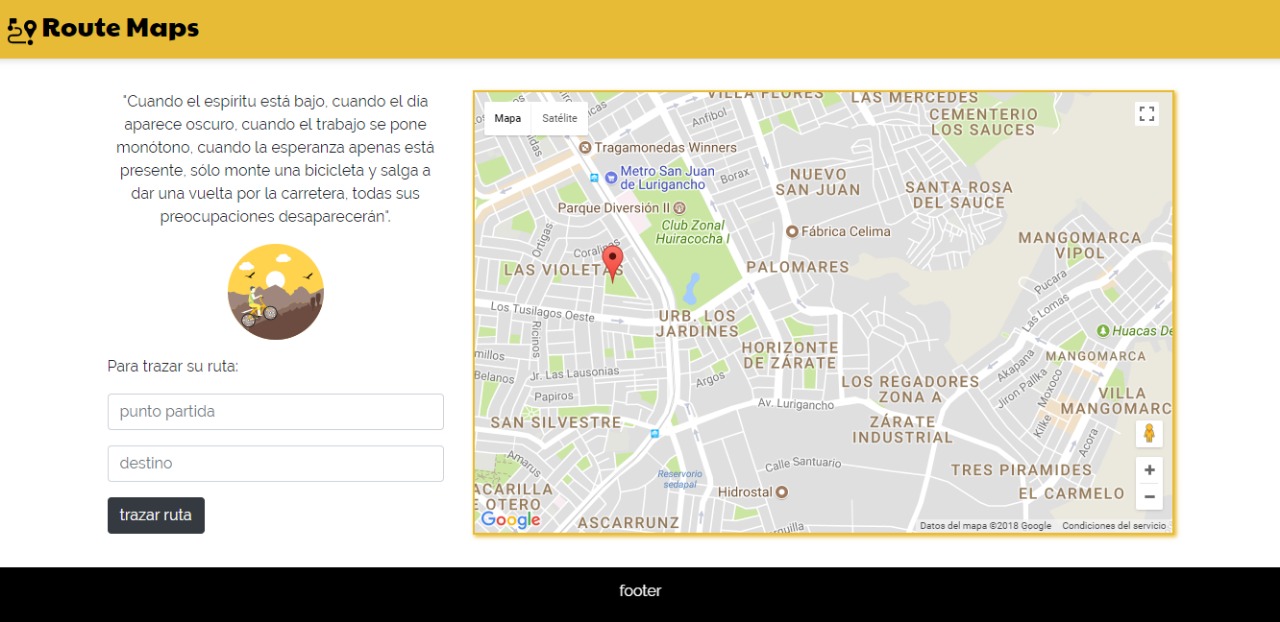 Route Maps
"Cuando el espíritu está bajo, cuando el día
aparece oscuro, cuando el trabajo se pone
monótono, cuando la esperanza apenas está
presente, sólo monte una bicicleta y salga a
dar una vuelta por la carretera, todas sus
preocupaciones desaparecerán".
Para trazar su ruta:
punto partida
destino
trazar ruta
Mapa
Satélite
VILLA FLORES
LAS MERCEDES
CEMENTERIO
LOS SAUCES
Anfibol
Tragamonedas Winners
Metro San Juan
de Lurigancho
Borax
NUEVO
SAN JUAN
SANTA ROSA
DEL SAUCE
Parque Diversión II
Club Zonal
Huiracocha I
Fábrica Celima
Ortigas
Coralinas
MANGOMARCA
VIPOL
LAS VIOLETAS
PALOMARES
Pucara
Los Tusilagos Oeste
URB. LOS
JARDINES
Las Lomas
Ricinos
HORIZONTE
DE ZÁRATE
Huacas De
millos
Belanos
Jr. Las Lausonias
Argos
Akapana
MANGOMARCA
Jiron Pallka
Moxoco
Papiros
Av. Lurigancho
LOS REGADORES
ZONA A
VILLA
MANGOMARC
SAN SILVESTRE
ZÁRATE
INDUSTRIAL
Kilke
Acora
Amarus
Calle Santuario
Reservorio
sedapal
TRES PIRAMIDES
ACARILLA
E OTERO
Hidrostal
EL CARMELO
Google
ASCARRUNZ
quilla
Datos del mapa ©2018 Google
Condiciones del servicio
footer